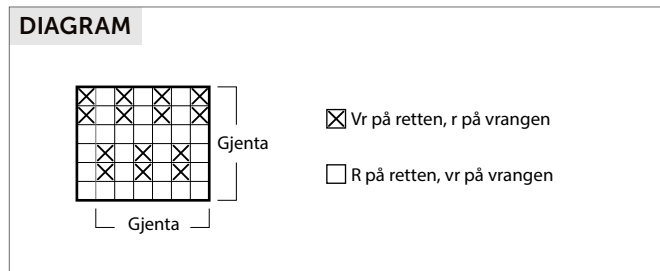 DIAGRAM
Gjenta
Vr på retten, r på vrangen
R på retten, vr på vrangen
Gjenta